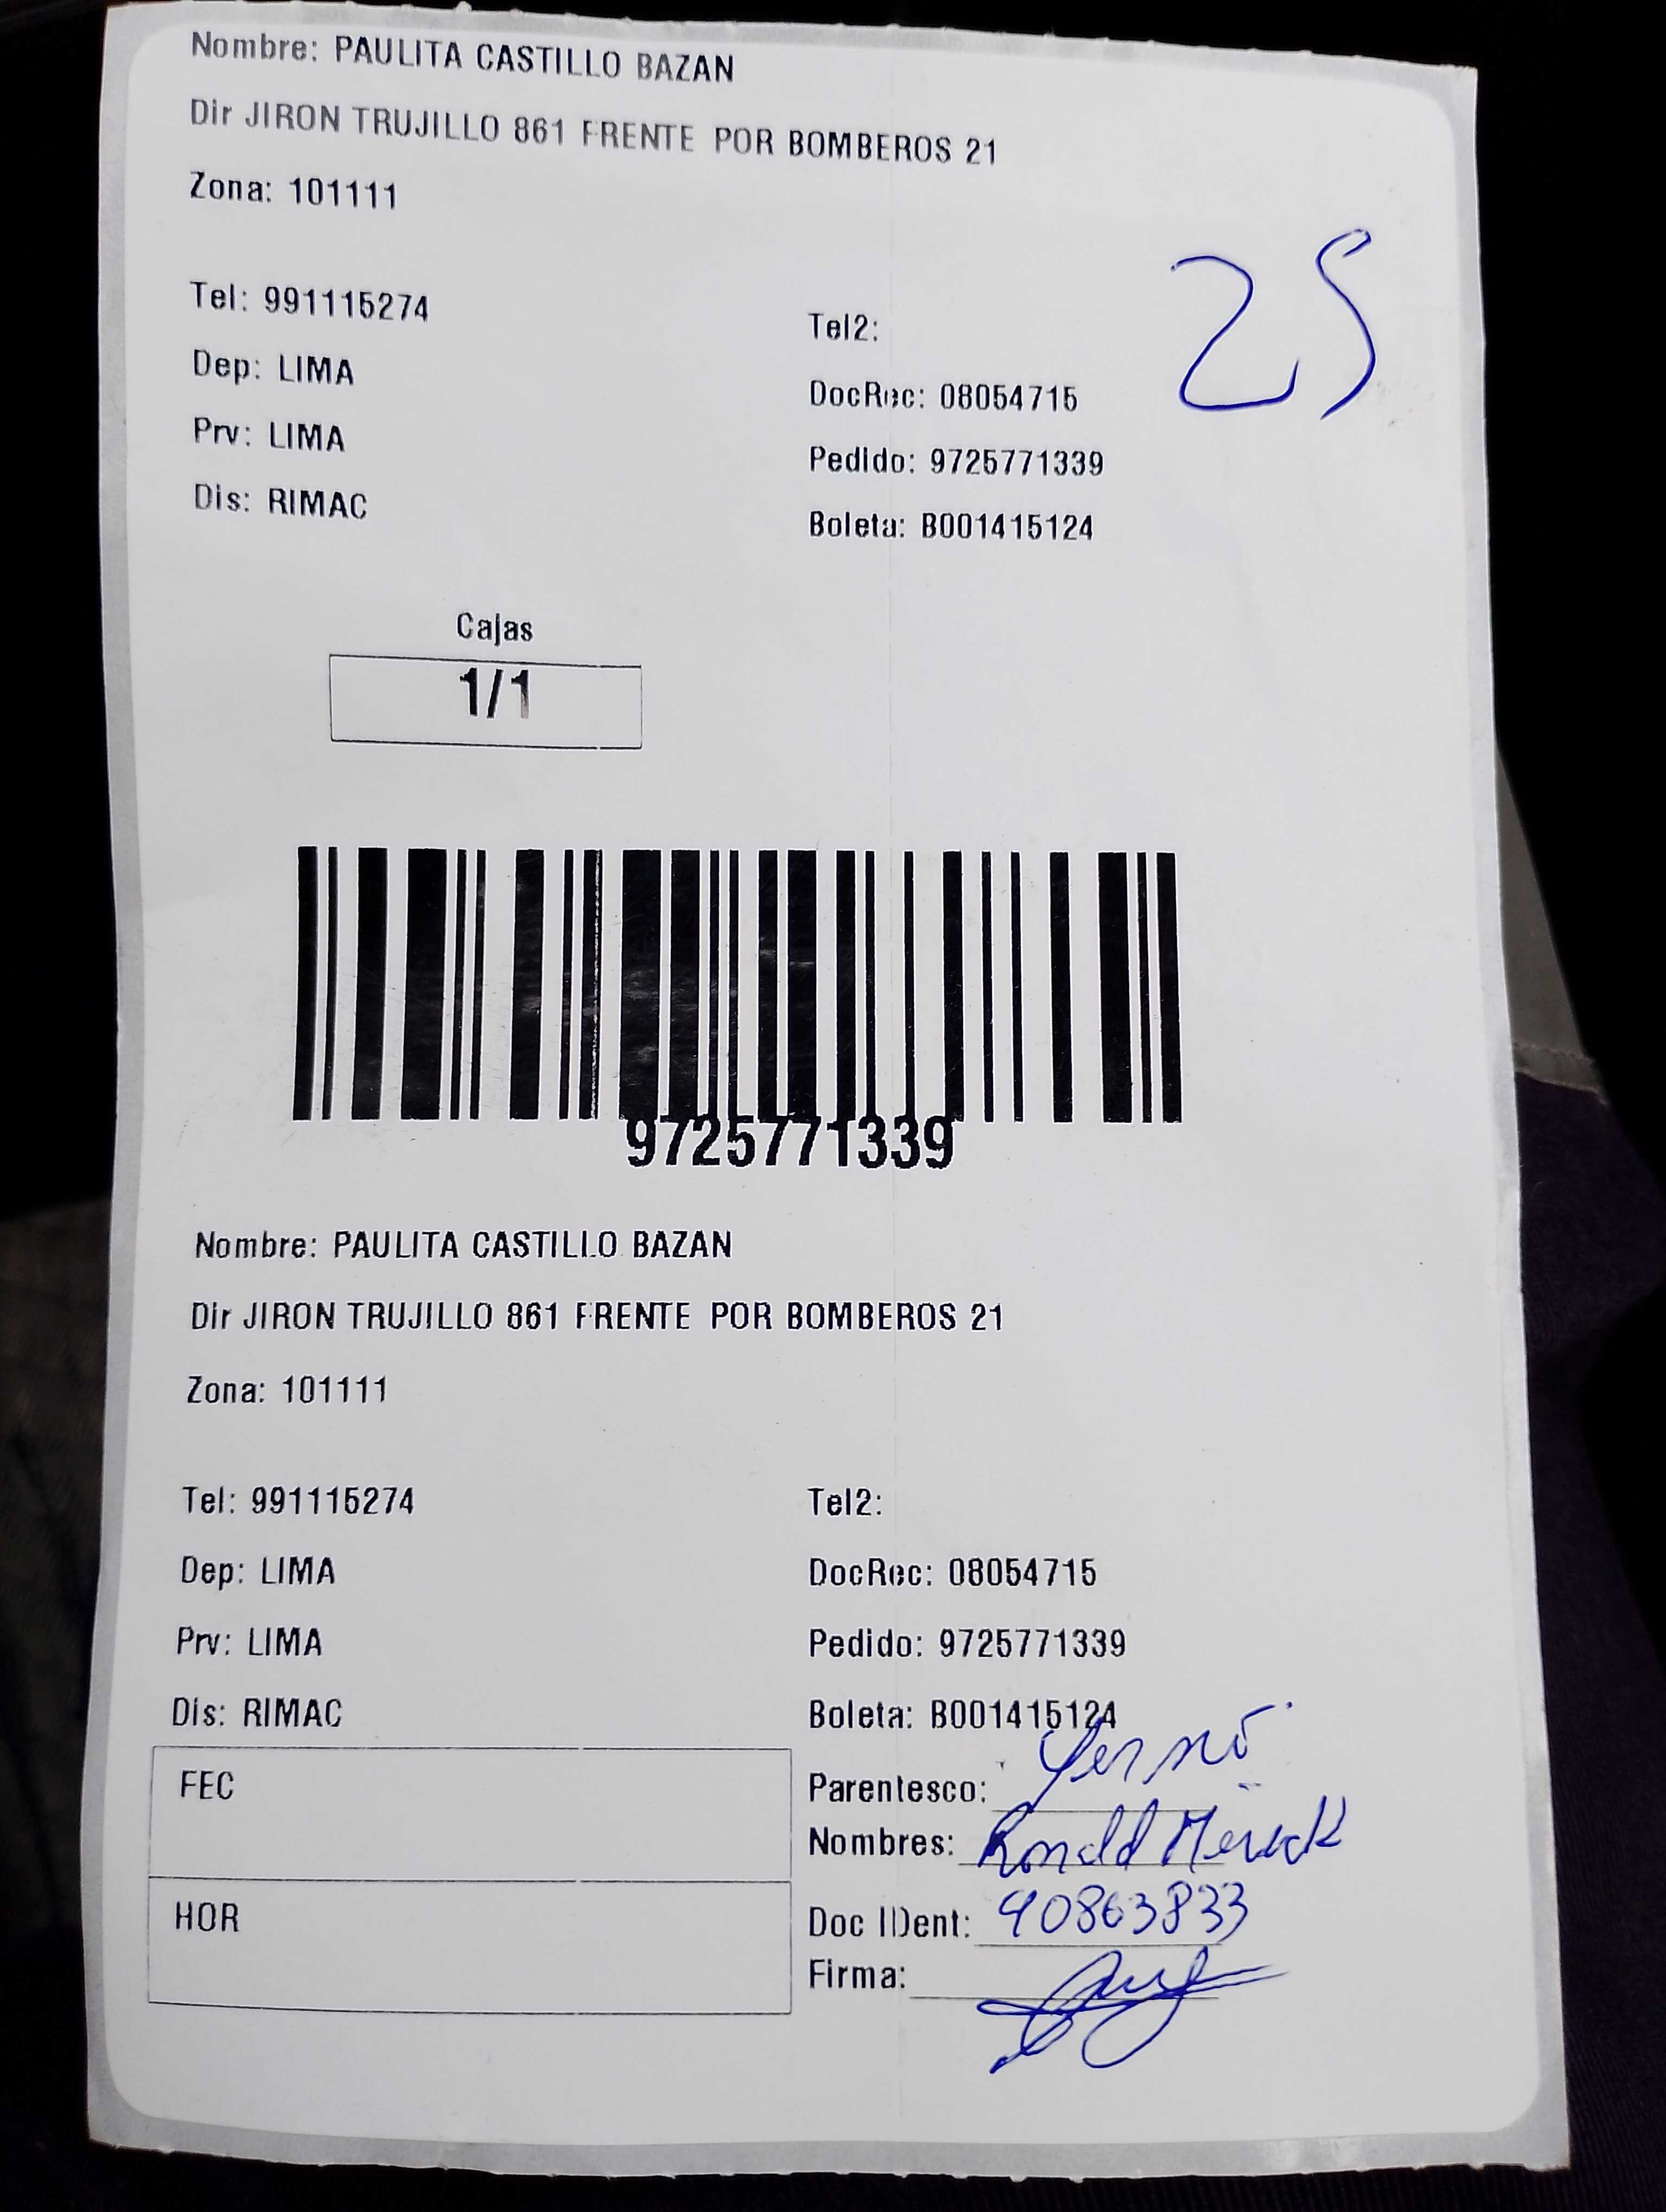 Nombre: PAULITA CASTILLO BAZAN
Dir JIRON TRUJILLO 861 FRENTE POR BOMBEROS 21
Zona: 101111
25
Tel: 991115274
Tel2:
Dep: LIMA
DocRec: 08054715
Prv: LIMA
Pedido: 9725771339
Dis: RIMAC
Boleta: B001415124
Cajas
1/1
9725771339
Nombre: PAULITA CASTILLO BAZAN
Dir JIRON TRUJILLO 861 FRENTE POR BOMBEROS 21
Zona: 101111
Tel: 991115274
Tel2:
Dep: LIMA
DocRec: 08054715
Prv: LIMA
Pedido: 9725771339
Dis: RIMAC
Boleta: B001415124
FEC
Parentesco: Yerno
Nombres: Ronald
HOR
Doc IDent: 90863833
Firma: